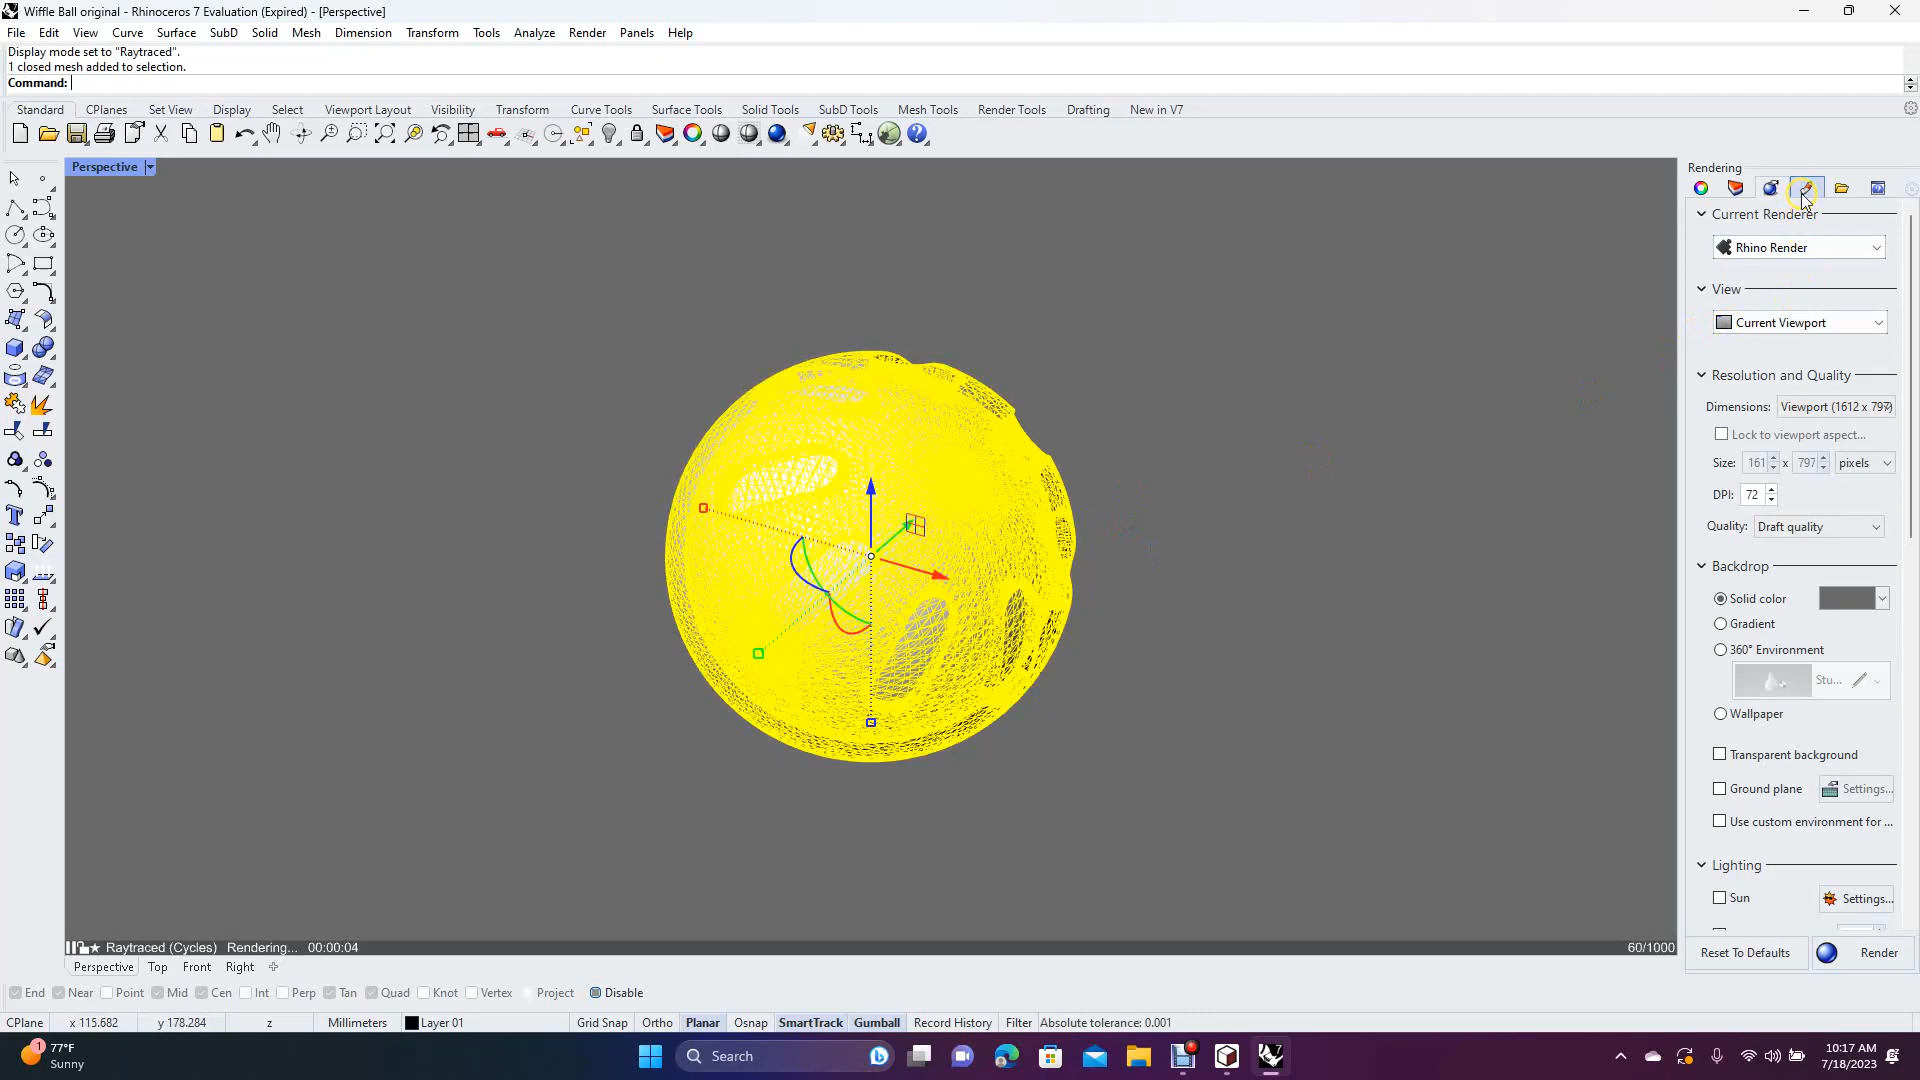 Wiffle Ball original - Rhinoceros 7 Evaluation (Expired) - [Perspective]
File Edit View Curve Surface SubD Solid Mesh Dimension Transform Tools Analyze Render Panels Help
Display mode set to "Raytraced".
1 closed mesh added to selection.
Command:
Standard CPlanes Set View Display Select Viewport Layout Visibility Transform Curve Tools Surface Tools Solid Tools SubD Tools Mesh Tools Render Tools Drafting New in V7
Perspective
Rendering
Current Renderer
Rhino Render
View
Current Viewport
Resolution and Quality
Dimensions: Viewport (1612 x 797)
Lock to viewport aspect...
Size: 161 x 797 pixels
DPI: 72
Quality: Draft quality
Backdrop
Solid color
Gradient
360° Environment
Stu...
Wallpaper
Transparent background
Ground plane Settings...
Use custom environment for ...
Lighting
Sun Settings...
Reset To Defaults Render
Raytraced (Cycles) Rendering... 00:00:04 60/1000
Perspective Top Front Right
End Near Point Mid Cen Int Perp Tan Quad Knot Vertex Project Disable
CPlane x 115.682 y 178.284 z Millimeters Layer 01 Grid Snap Ortho Planar Osnap SmartTrack Gumball Record History Filter Absolute tolerance: 0.001
1
77°F
Sunny
Search
7
10:17 AM
7/18/2023